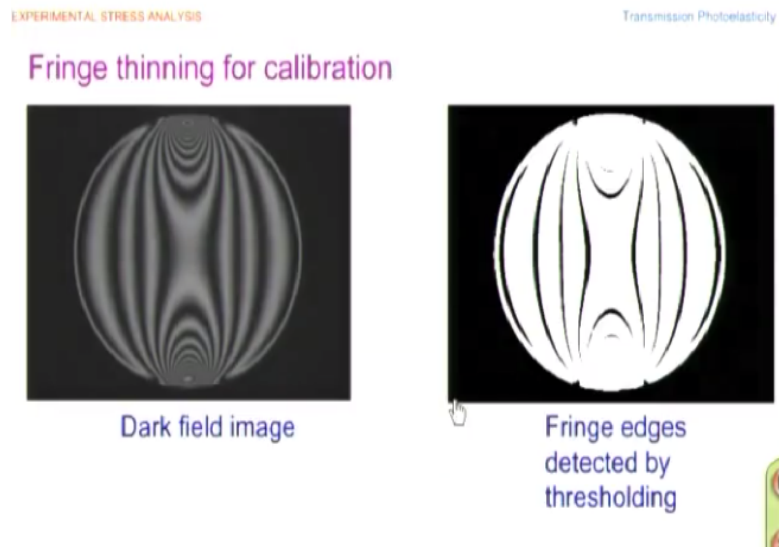 EXPERIMENTAL STRESS ANALYSIS
Transmission Photoelasticity
Fringe thinning for calibration
Dark field image
Fringe edges
detected by
thresholding